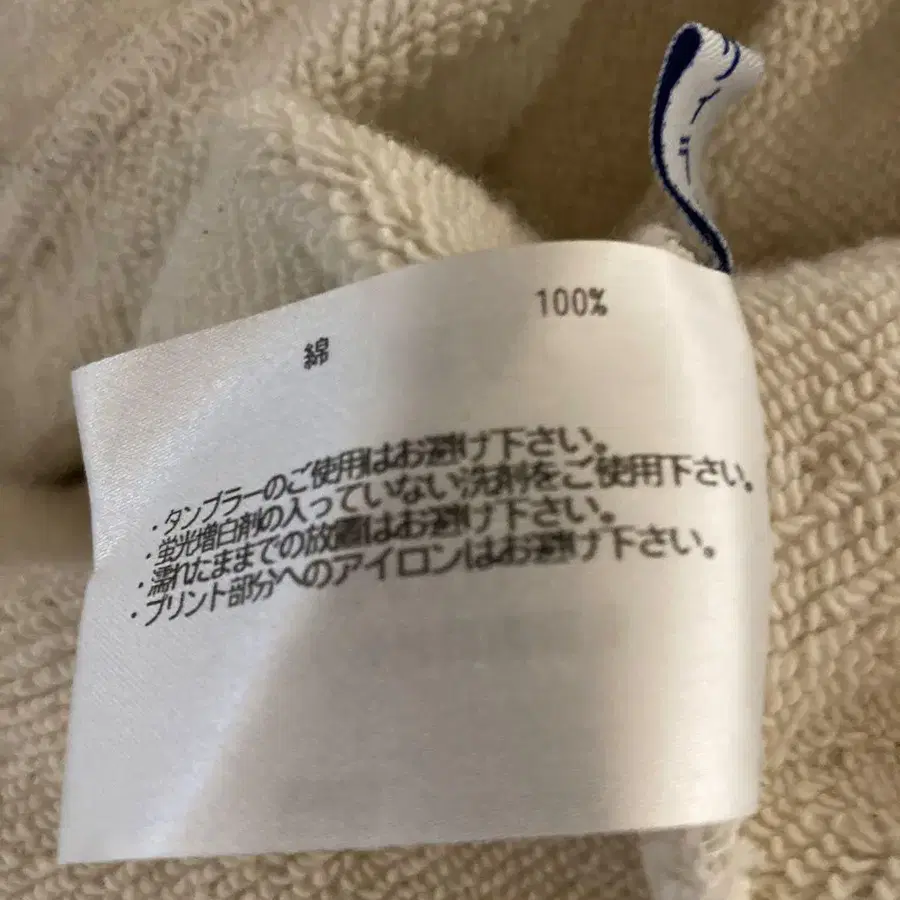 綿 100%
・タンブラーのご使用はお避け下さい。
・蛍光増白剤の入っていない洗剤をご使用下さい。
・濡れたままでの放置はお避け下さい。
・プリント部分へのアイロンはお避け下さい。